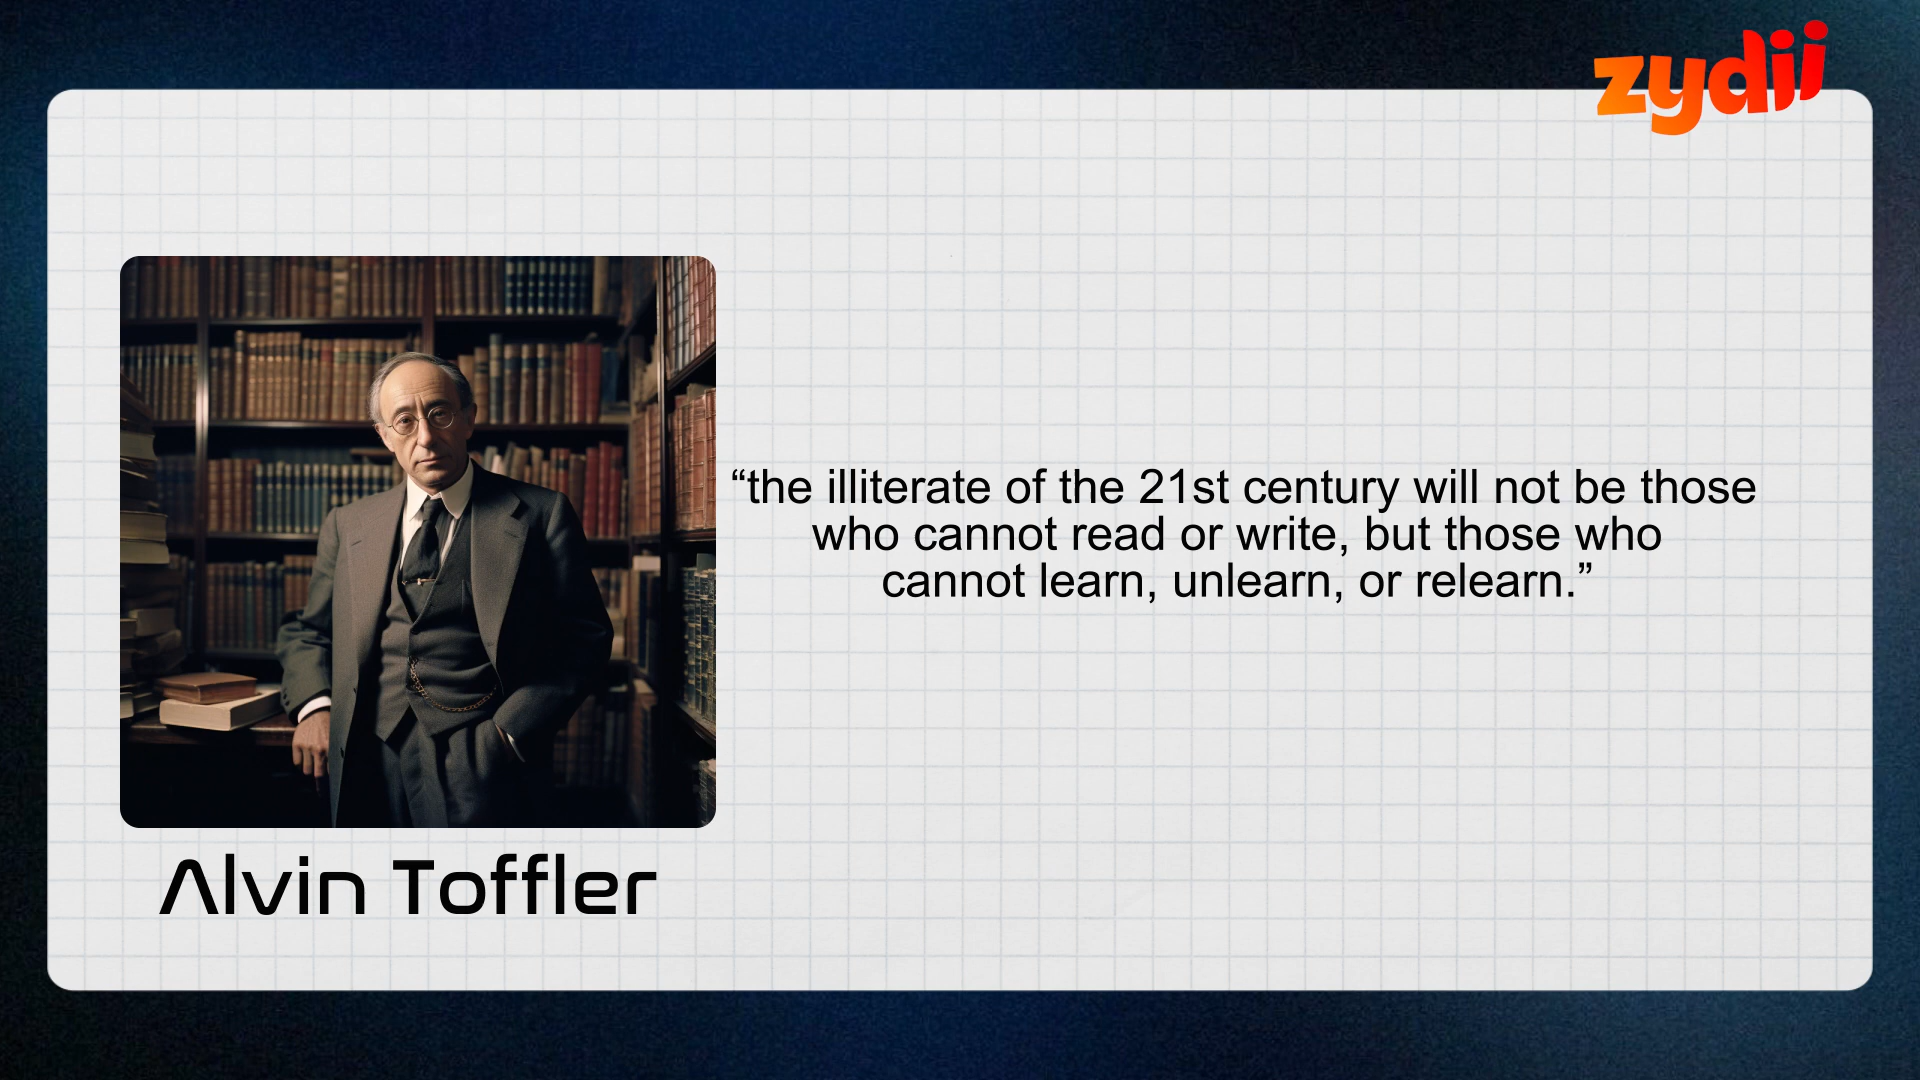 zydii
“the illiterate of the 21st century will not be those
who cannot read or write, but those who
cannot learn, unlearn, or relearn.”
Alvin Toffler